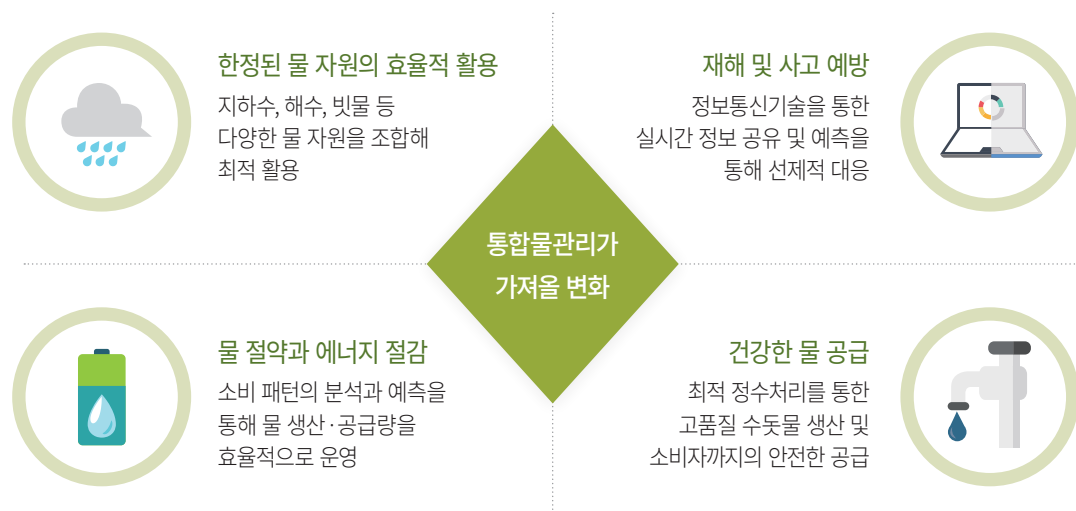 한정된 물 자원의 효율적 활용
지하수, 해수, 빗물 등
다양한 물 자원을 조합해
최적 활용
재해 및 사고 예방
정보통신기술을 통한
실시간 정보 공유 및 예측을
통해 선제적 대응
통합물관리가
가져올 변화
물 절약과 에너지 절감
소비 패턴의 분석과 예측을
통해 물 생산·공급량을
효율적으로 운영
건강한 물 공급
최적 정수처리를 통한
고품질 수돗물 생산 및
소비자까지의 안전한 공급